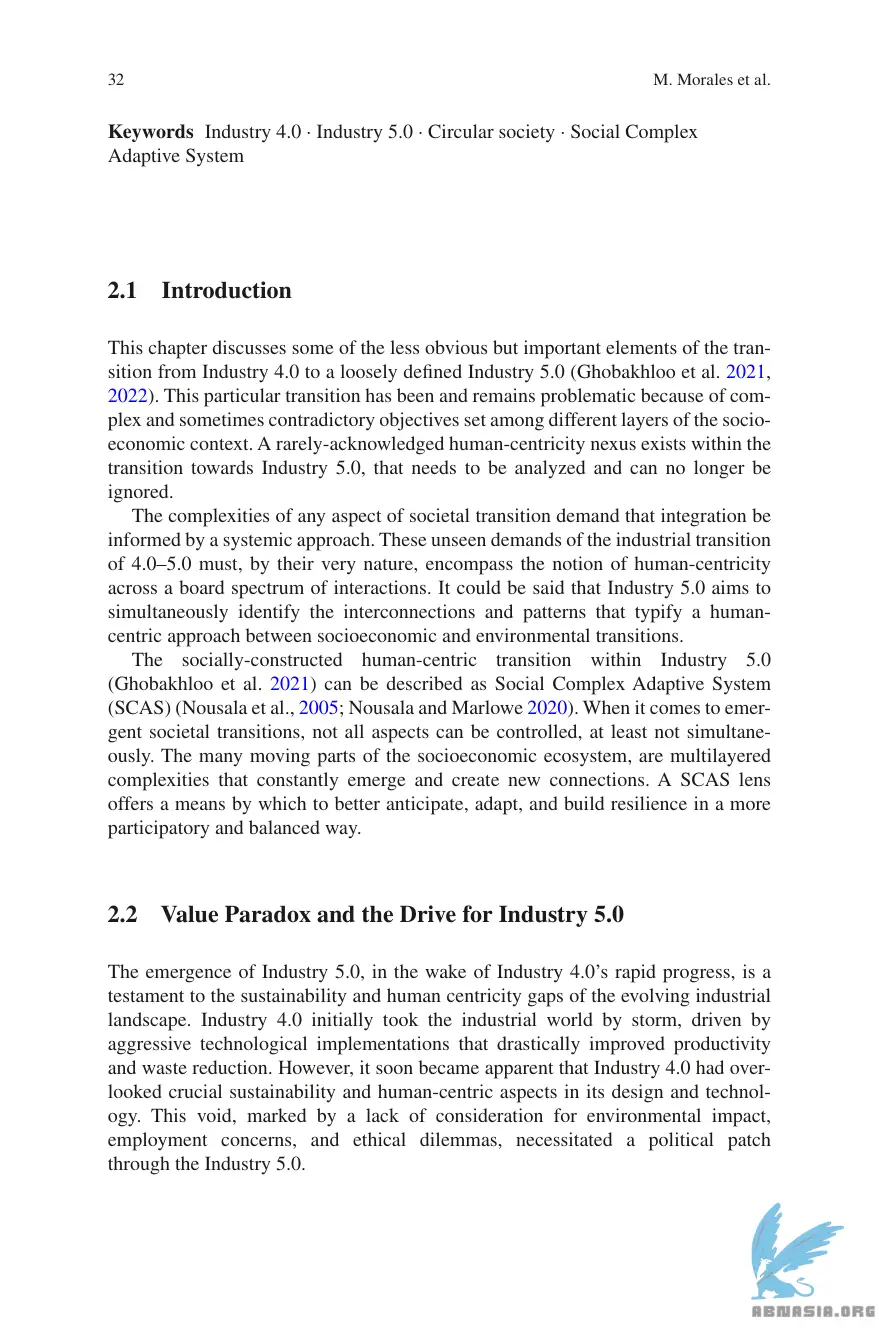 32
M. Morales et al.
Keywords Industry 4.0 · Industry 5.0 · Circular society · Social Complex
Adaptive System
2.1 Introduction
This chapter discusses some of the less obvious but important elements of the tran-
sition from Industry 4.0 to a loosely defined Industry 5.0 (Ghobakhloo et al. 2021,
2022). This particular transition has been and remains problematic because of com-
plex and sometimes contradictory objectives set among different layers of the socio-
economic context. A rarely-acknowledged human-centricity nexus exists within the
transition towards Industry 5.0, that needs to be analyzed and can no longer be
ignored.
The complexities of any aspect of societal transition demand that integration be
informed by a systemic approach. These unseen demands of the industrial transition
of 4.0–5.0 must, by their very nature, encompass the notion of human-centricity
across a board spectrum of interactions. It could be said that Industry 5.0 aims to
simultaneously identify the interconnections and patterns that typify a human-
centric approach between socioeconomic and environmental transitions.
The socially-constructed human-centric transition within Industry 5.0
(Ghobakhloo et al. 2021) can be described as Social Complex Adaptive System
(SCAS) (Nousala et al., 2005; Nousala and Marlowe 2020). When it comes to emer-
gent societal transitions, not all aspects can be controlled, at least not simultane-
ously. The many moving parts of the socioeconomic ecosystem, are multilayered
complexities that constantly emerge and create new connections. A SCAS lens
offers a means by which to better anticipate, adapt, and build resilience in a more
participatory and balanced way.
2.2 Value Paradox and the Drive for Industry 5.0
The emergence of Industry 5.0, in the wake of Industry 4.0's rapid progress, is a
testament to the sustainability and human centricity gaps of the evolving industrial
landscape. Industry 4.0 initially took the industrial world by storm, driven by
aggressive technological implementations that drastically improved productivity
and waste reduction. However, it soon became apparent that Industry 4.0 had over-
looked crucial sustainability and human-centric aspects in its design and technol-
ogy. This void, marked by a lack of consideration for environmental impact,
employment concerns, and ethical dilemmas, necessitated a political patch
through the Industry 5.0.
ABNASIA.ORG